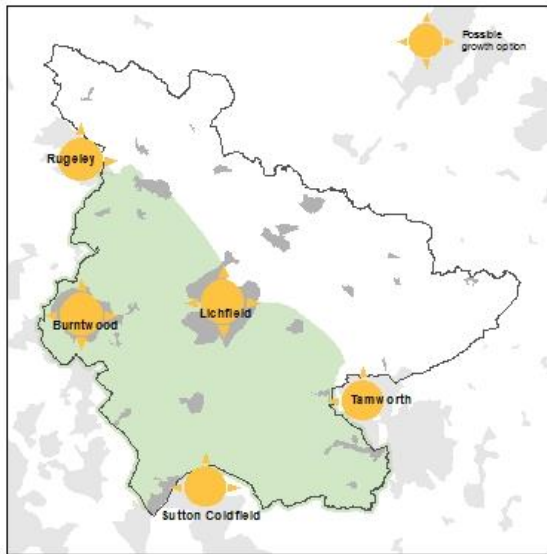 Possible
growth option
Rugeley
Lichfield
Burntwood
Tamworth
Sutton Coldfield